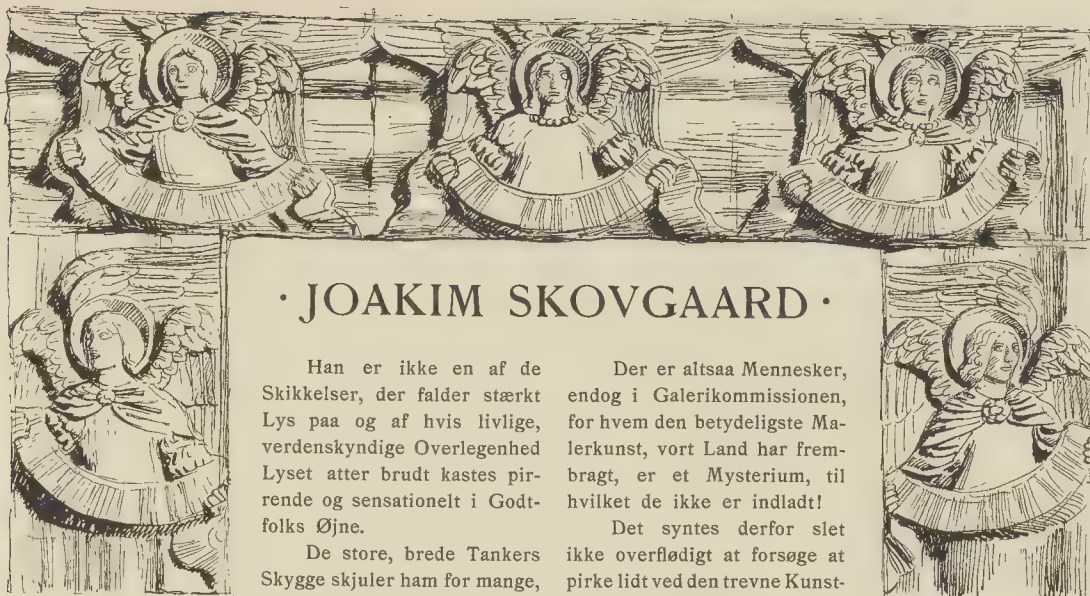 · JOAKIM SKOVGAARD ·
Han er ikke en af de
Skikkelser, der falder stærkt
Lys paa og af hvis livlige,
verdenskyndige Overlegenhed
Lyset atter brudt kastes pir-
rende og sensationelt i Godt-
folks Øjne.
De store, brede Tankers
Skygge skjuler ham for mange,
Der er altsaa Mennesker,
endog i Galerikommissionen,
for hvem den betydeligste Ma-
lerkunst, vort Land har frem-
bragt, er et Mysterium, til
hvilket de ikke er indladt!
Det syntes derfor slet
ikke overflødigt at forsøge at
pirke lidt ved den trevne Kunst-